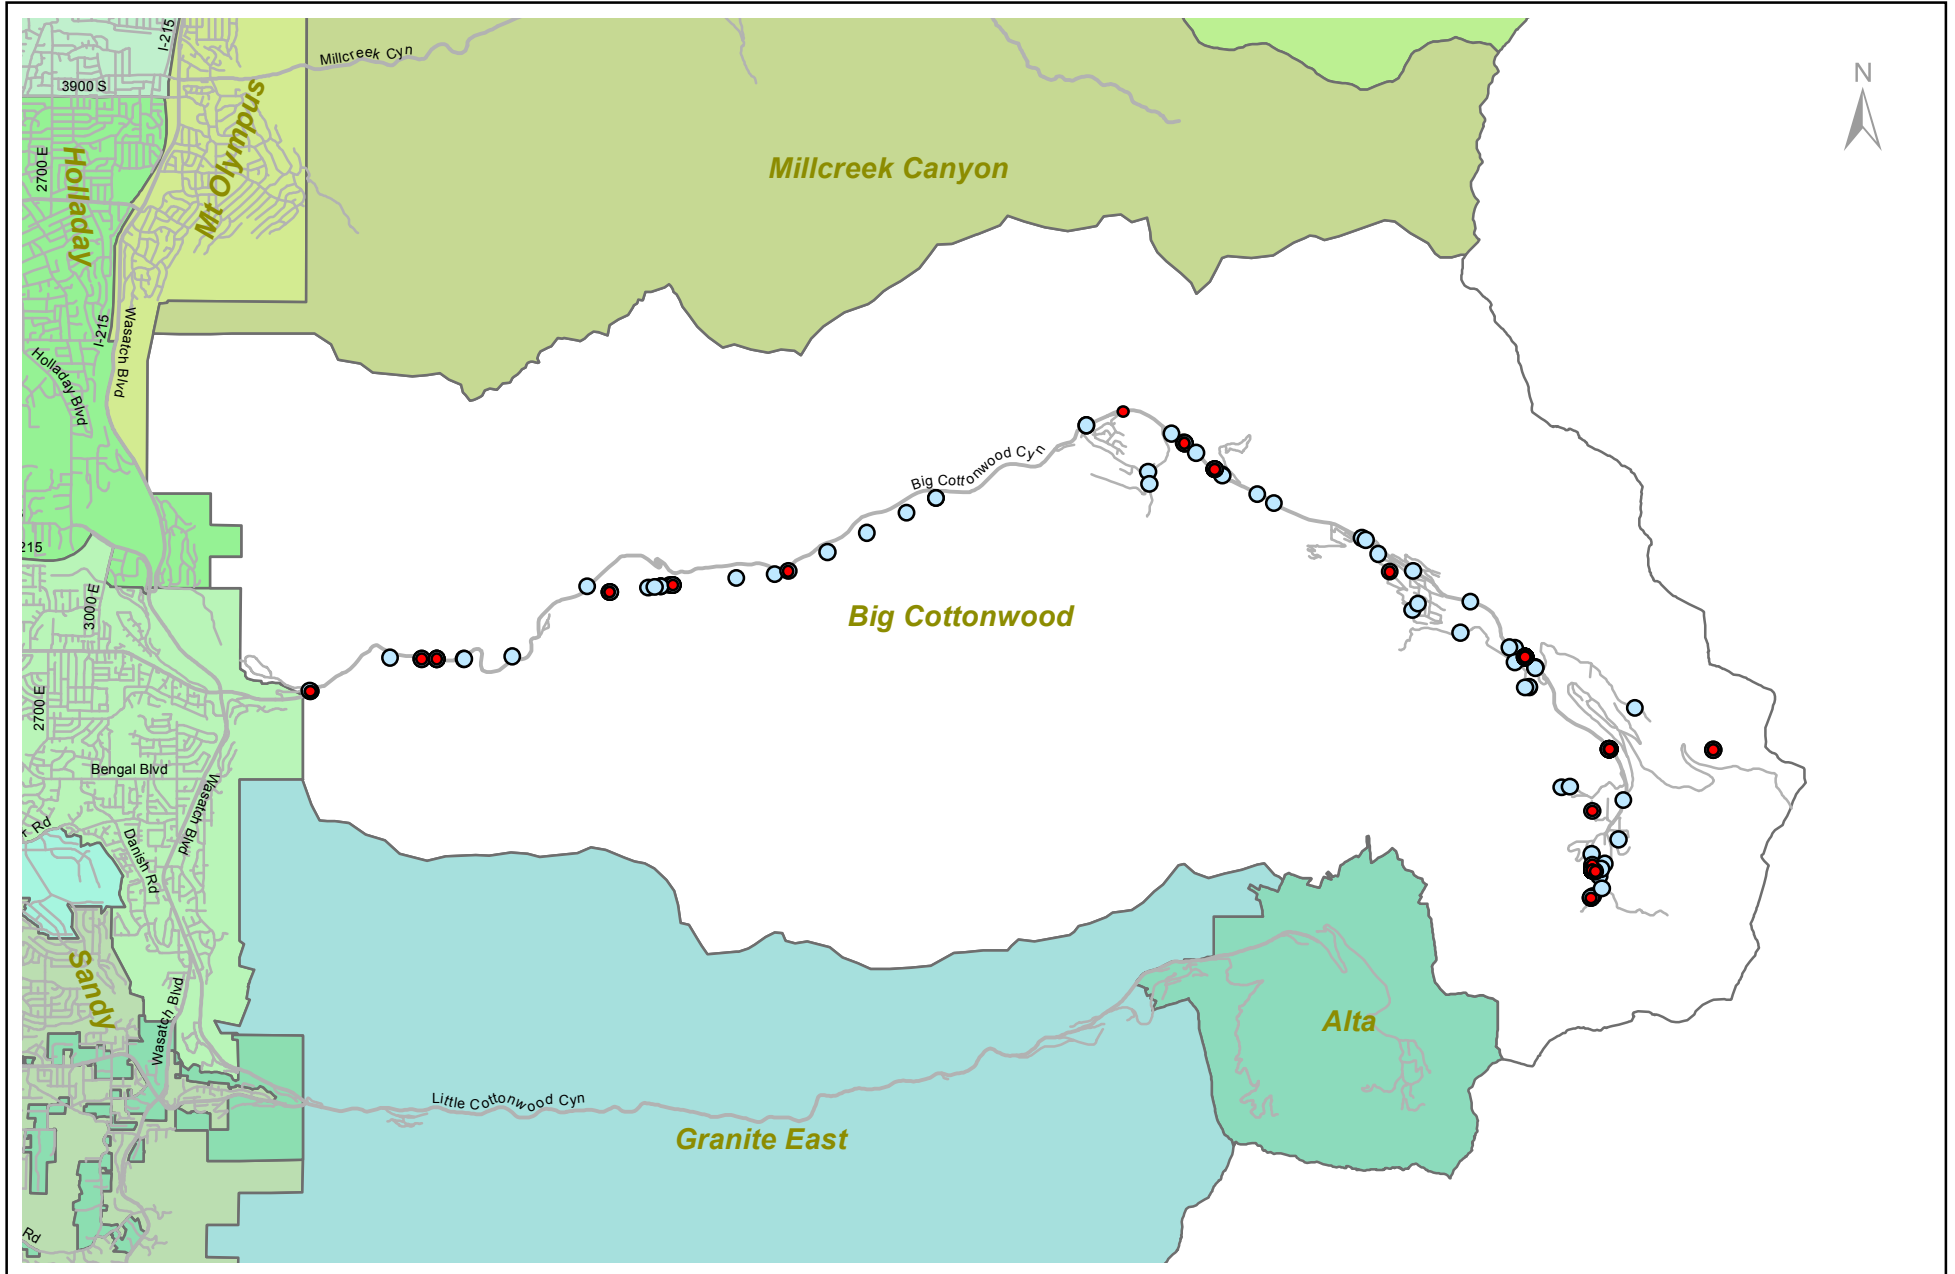 I-215
Millcreek Cyn
N
3900 S
Mt Olympus
2700 E
Holladay
Millcreek Canyon
I-215
Wasatch Blvd
Holladay Blvd
Big Cottonwood Cyn
215
3000 E
Big Cottonwood
2700 E
Bengal Blvd
Wasatch Blvd
r Rd
Danish Rd
Sandy
Wasatch Blvd
Alta
Little Cottonwood Cyn
Granite East
Rd